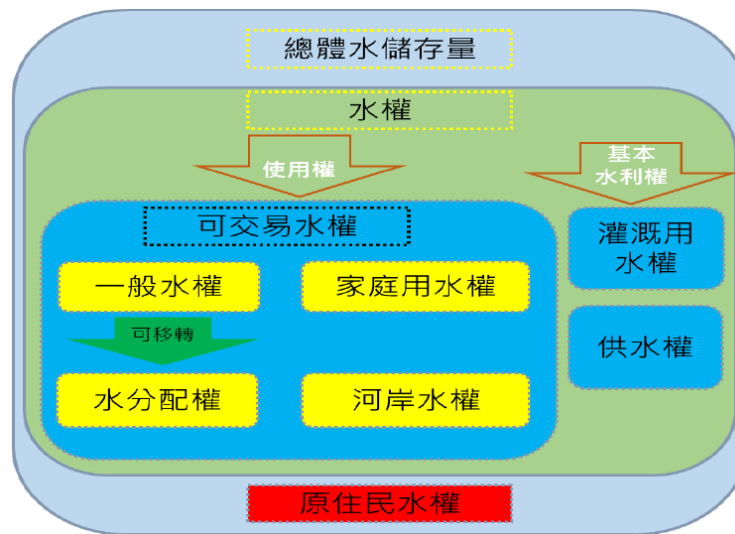 總體水儲存量
水權
使用權
基本
水利權
可交易水權
灌溉用
水權
一般水權
家庭用水權
可移轉
供水權
水分配權
河岸水權
原住民水權